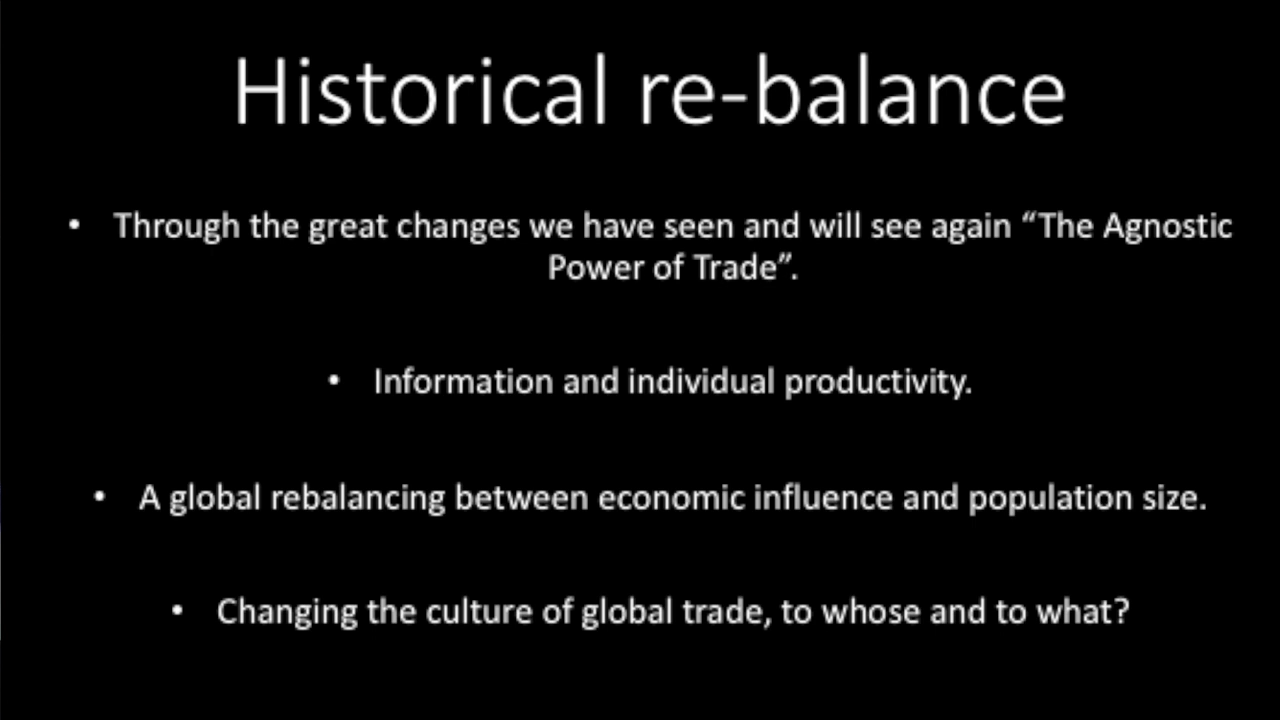 Historical re-balance
• Through the great changes we have seen and will see again “The Agnostic
Power of Trade”.
• Information and individual productivity.
• A global rebalancing between economic influence and population size.
• Changing the culture of global trade, to whose and to what?